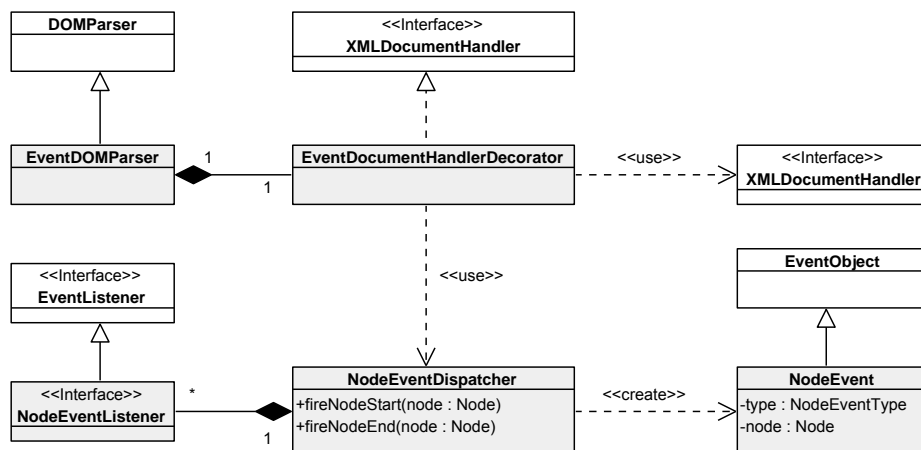 DOMParser
<<Interface>>
XMLDocumentHandler
EventDOMParser
1
1
EventDocumentHandlerDecorator
<<use>>
<<Interface>>
XMLDocumentHandler
<<use>>
<<Interface>>
EventListener
EventObject
<<Interface>>
NodeEventListener
*
1
NodeEventDispatcher
+fireNodeStart(node : Node)
+fireNodeEnd(node : Node)
<<create>>
NodeEvent
-type : NodeEventType
-node : Node